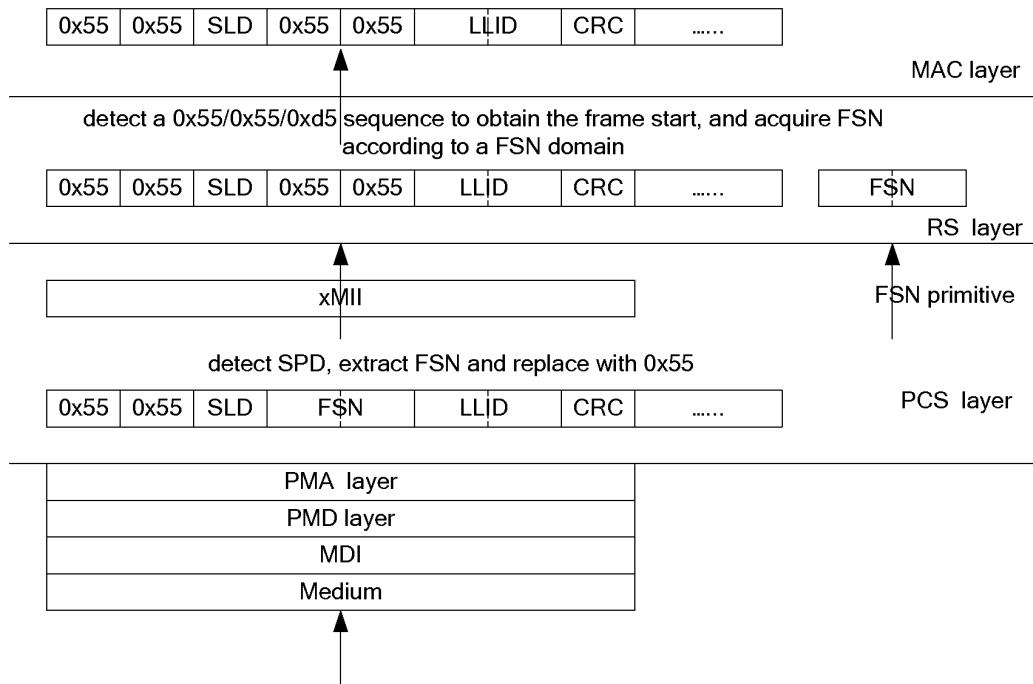 0x55 0x55 SLD 0x55 0x55 LLID CRC ......
MAC layer
detect a 0x55/0x55/0xd5 sequence to obtain the frame start, and acquire FSN
according to a FSN domain
0x55 0x55 SLD 0x55 0x55 LLID CRC ...... FSN
RS layer
xMII
FSN primitive
detect SPD, extract FSN and replace with 0x55
0x55 0x55 SLD FSN LLID CRC ......
PCS layer
PMA layer
PMD layer
MDI
Medium